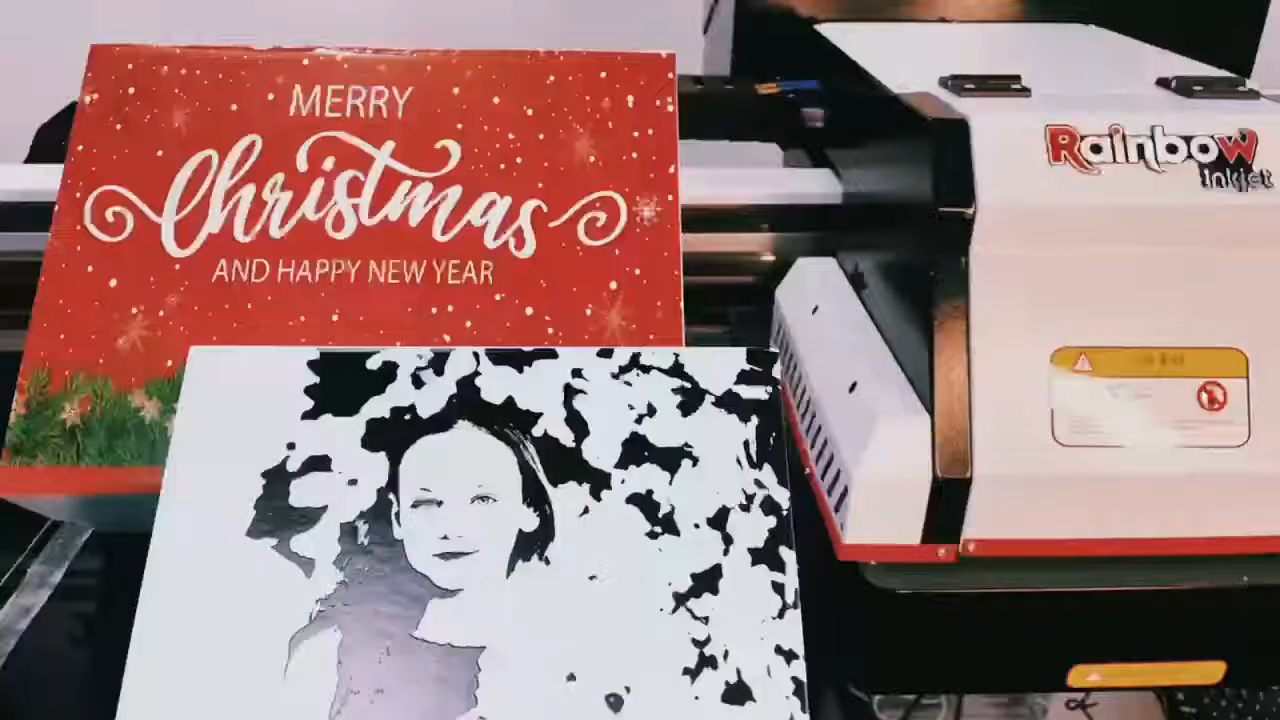 MERRY
Christmas
AND HAPPY NEW YEAR
Rainbow
inkjet